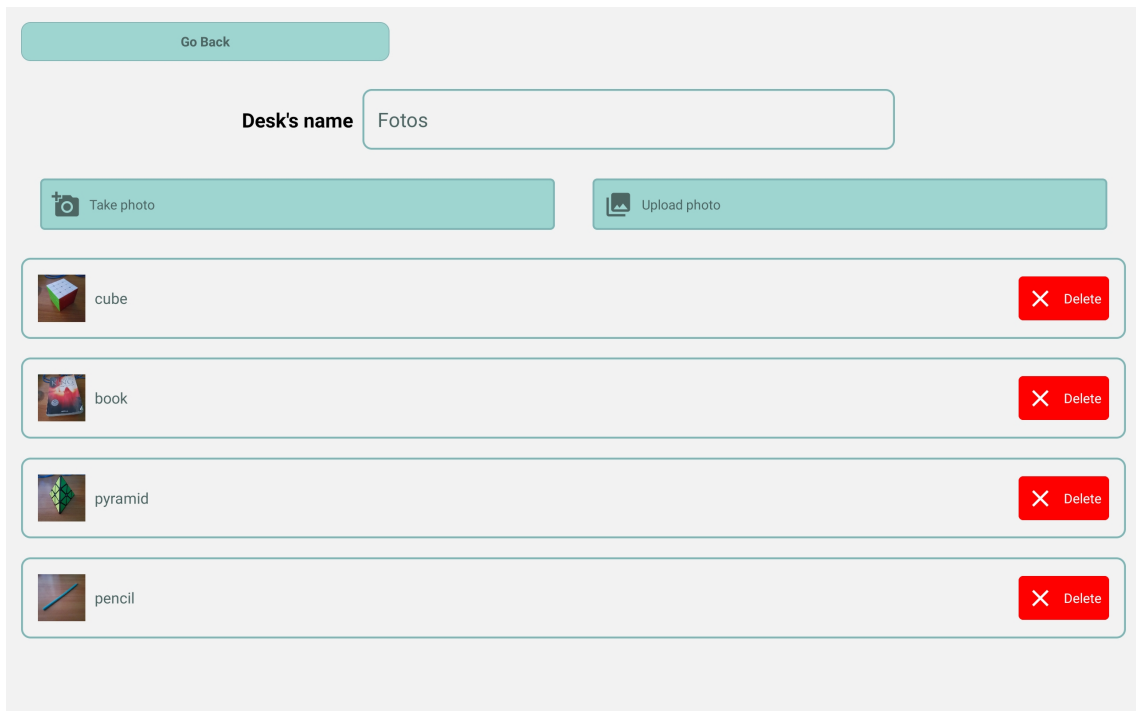 Go Back
Desk's name Fotos
Take photo Upload photo
cube Delete
book Delete
pyramid Delete
pencil Delete